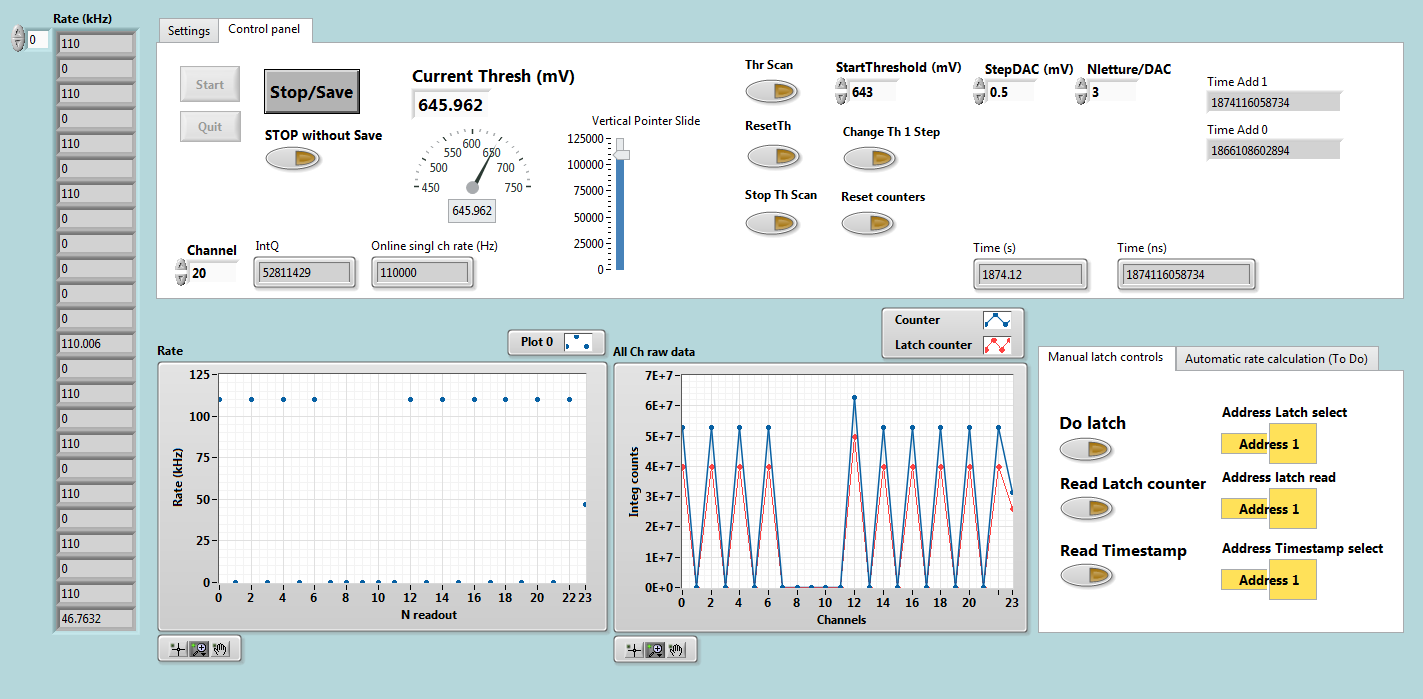 Rate (kHz)
0
110
0
110
0
110
0
110
0
0
0
0
0
110.006
0
110
0
110
0
110
0
110
0
110
46.7632
Settings
Control panel
Start
Quit
Stop/Save
STOP without Save
Current Thresh (mV)
645.962
450
500
550
600
650
700
750
645.962
Vertical Pointer Slide
125000
100000
75000
50000
25000
0
Thr Scan
ResetTh
Stop Th Scan
StartThreshold (mV)
643
StepDAC (mV)
0.5
Nletture/DAC
3
Change Th 1 Step
Reset counters
Time Add 1
1874116058734
Time Add 0
1866108602894
Channel
20
IntQ
52811429
Online singl ch rate (Hz)
110000
Time (s)
1874.12
Time (ns)
1874116058734
Rate
Plot 0
125
100
75
50
25
0
Rate (kHz)
0 2 4 6 8 10 12 14 16 18 20 22 23
N readout
All Ch raw data
Counter
Latch counter
7E+7
6E+7
5E+7
4E+7
3E+7
2E+7
1E+7
0E+0
Integ counts
0 2 4 6 8 10 12 14 16 18 20 23
Channels
Manual latch controls
Automatic rate calculation (To Do)
Do latch
Read Latch counter
Read Timestamp
Address Latch select
Address 1
Address latch read
Address 1
Address Timestamp select
Address 1